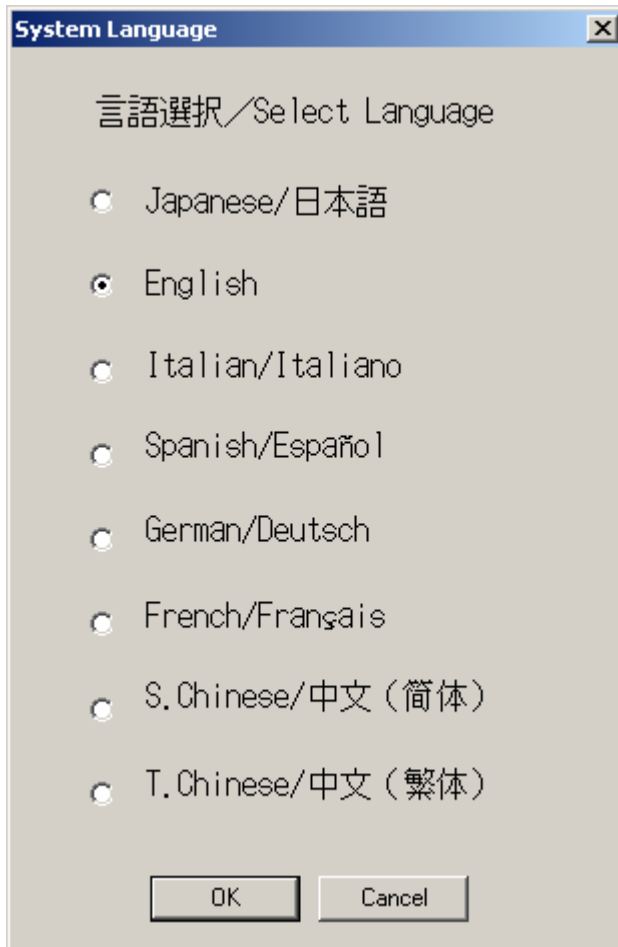 System Language
言語選択／Select Language
Japanese/日本語
English
Italian/Italiano
Spanish/Español
German/Deutsch
French/Français
S.Chinese/中文（简体）
T.Chinese/中文（繁体）
OK Cancel